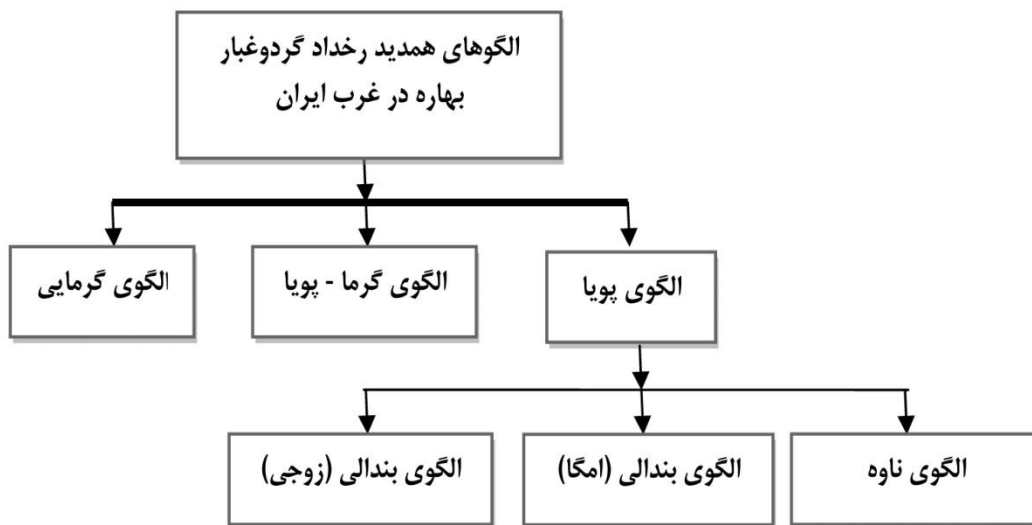 الگوهای همدید رخداد گردوغبار
بهاره در غرب ایران
الگوی پویا
الگوی گرما - پویا
الگوی گرمایی
الگوی ناوه
الگوی بندالی (امگا)
الگوی بندالی (زوجی)